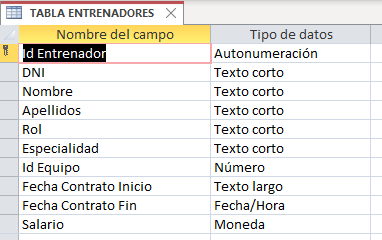 TABLA ENTRENADORES
Nombre del campo Tipo de datos
Id Entrenador Autonumeración
DNI Texto corto
Nombre Texto corto
Apellidos Texto corto
Rol Texto corto
Especialidad Texto corto
Id Equipo Número
Fecha Contrato Inicio Texto largo
Fecha Contrato Fin Fecha/Hora
Salario Moneda